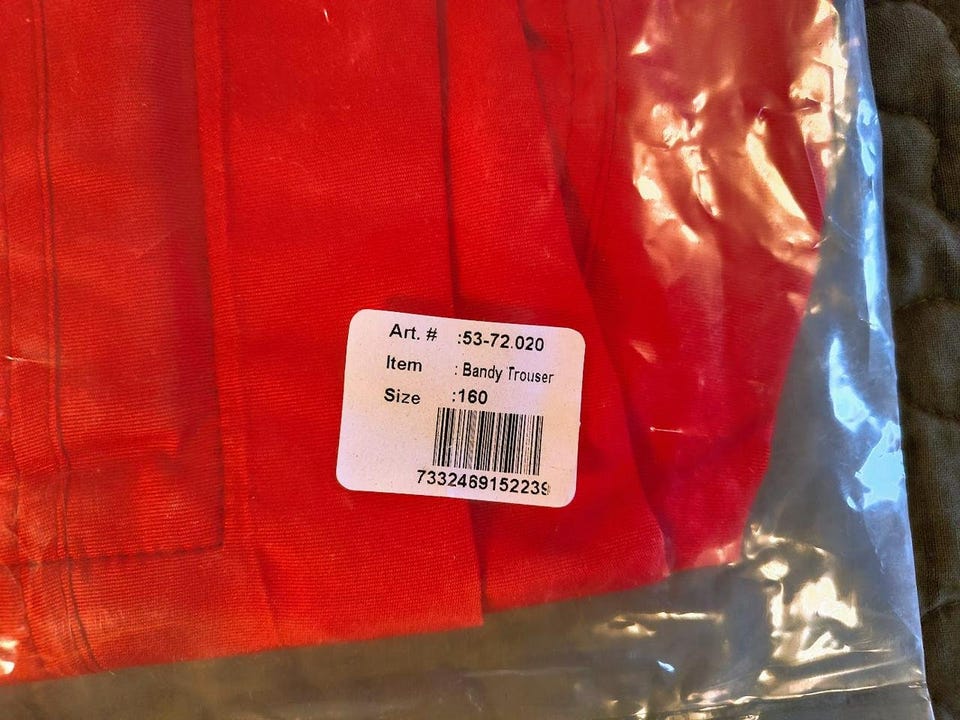 Art. # :53-72.020
Item : Bandy Trouser
Size :160
7332469152239